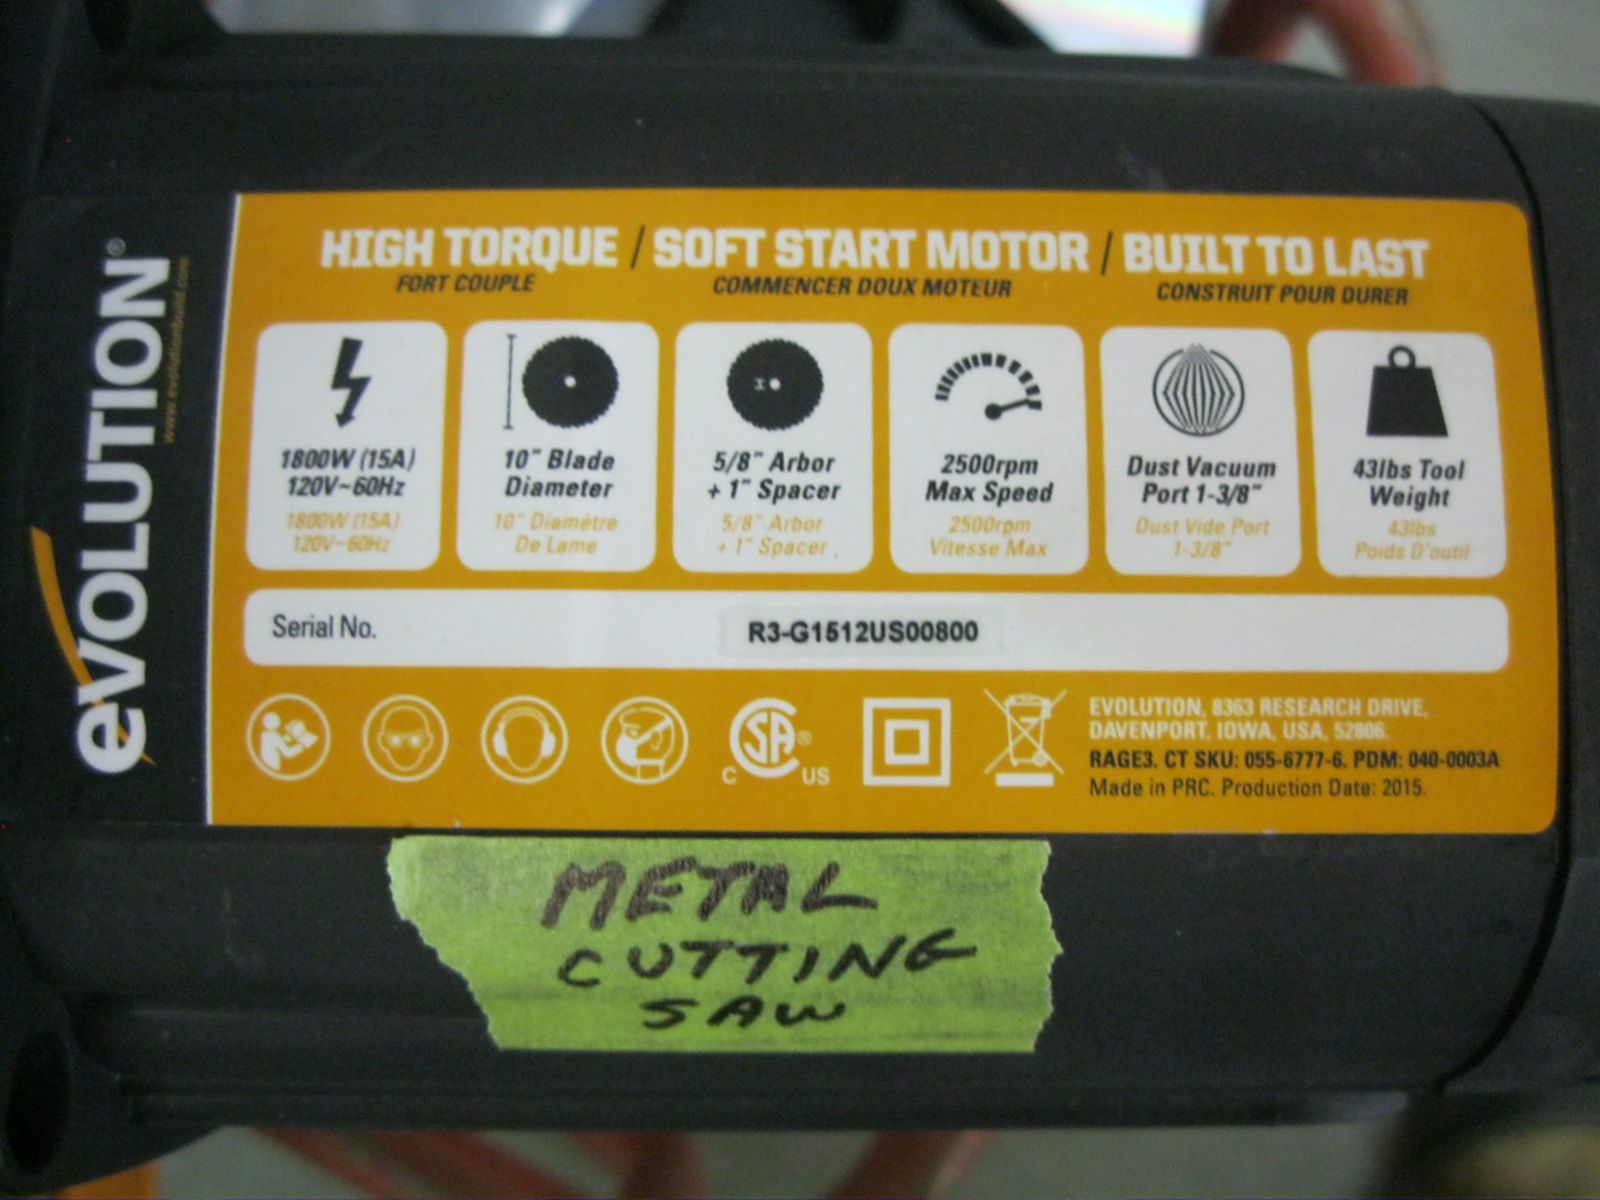 eVOLUTION®
www.evolutionbuild.com
HIGH TORQUE / SOFT START MOTOR / BUILT TO LAST
FORT COUPLE COMMENCER DOUX MOTEUR CONSTRUIT POUR DURER
1800W (15A)
120V~60Hz
1800W (15A)
120V~60Hz
10" Blade
Diameter
10" Diamètre
De Lame
5/8" Arbor
+ 1" Spacer
5/8" Arbor
+ 1" Spacer
2500rpm
Max Speed
2500rpm
Vitesse Max
Dust Vacuum
Port 1-3/8"
Dust Vide Port
1-3/8"
43lbs Tool
Weight
43lbs
Poids D'outil
Serial No. R3-G1512US00800
C SA® US
EVOLUTION, 8363 RESEARCH DRIVE,
DAVENPORT, IOWA, USA, 52806.
RAGE3. CT SKU: 055-6777-6. PDM: 040-0003A
Made in PRC. Production Date: 2015.
METAL
CUTTING
SAW